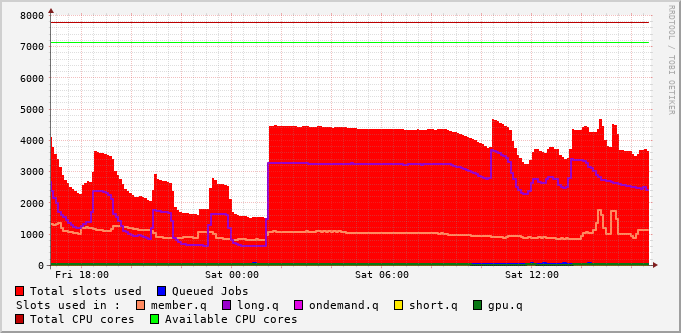 8000
7000
6000
5000
4000
3000
2000
1000
0
Fri 18:00 Sat 00:00 Sat 06:00 Sat 12:00
RRDTOOL / TOBI OETIKER
Total slots used Queued Jobs
Slots used in : member.q long.q ondemand.q short.q gpu.q
Total CPU cores Available CPU cores